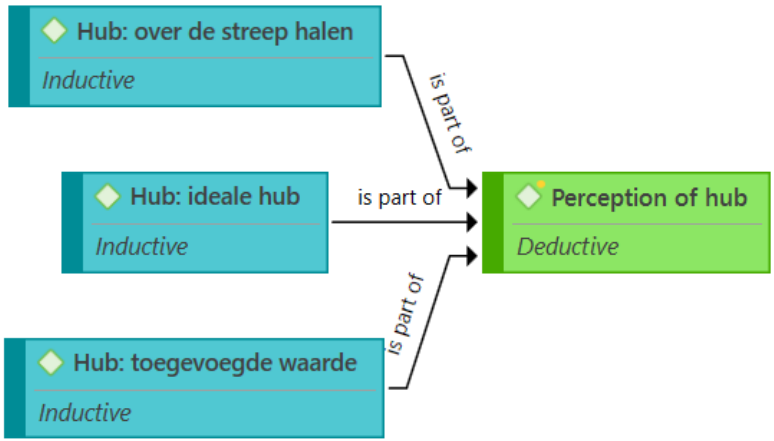 Hub: over de streep halen
Inductive
is part of
Hub: ideale hub
Inductive
is part of
Perception of hub
Deductive
is part of
Hub: toegevoegde waarde
Inductive